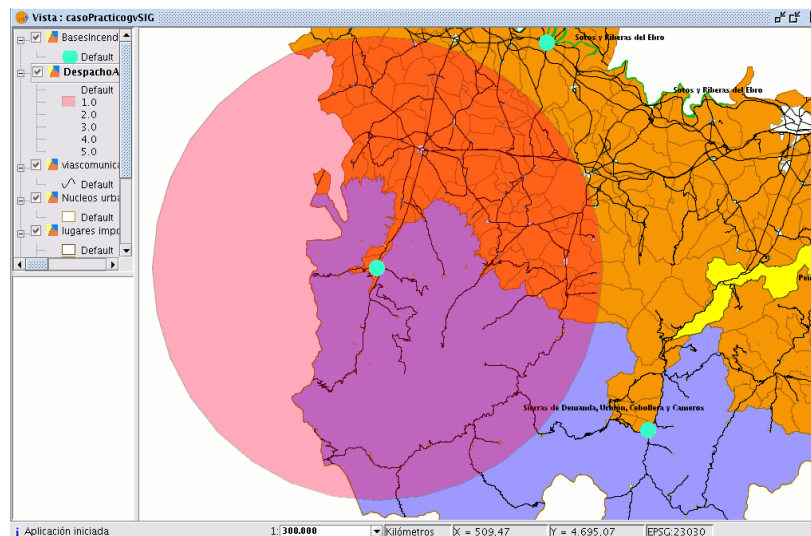 Vista : casoPracticogvSIG
BasesIncend
Default
DespachoA
Default
1.0
2.0
3.0
4.0
5.0
viascomunica
Default
Nucleos urba
Default
lugares impo
Default
Sotos y Riberas del Ebro
Sotos y Riberas del Ebro
Sierras de Demanda, Urbión, Cebollera y Cameros
Aplicación iniciada
1: 300.000
Kilómetros
X = 509,47
Y = 4.695,07
EPSG:23030